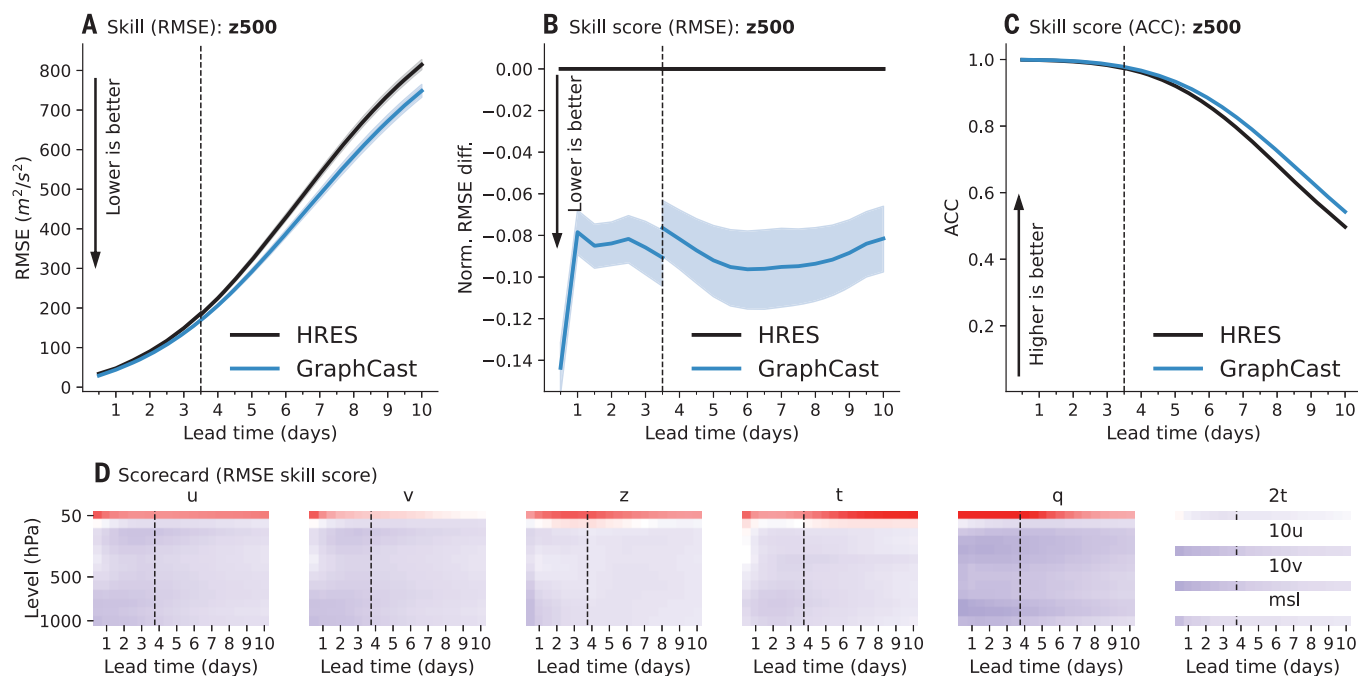 A Skill (RMSE): z500
800
700
600
500
400
300
200
100
0
RMSE (m²/s²)
Lower is better
HRES
GraphCast
1 2 3 4 5 6 7 8 9 10
Lead time (days)
B Skill score (RMSE): z500
0.00
−0.02
−0.04
−0.06
−0.08
−0.10
−0.12
−0.14
Norm. RMSE diff.
Lower is better
HRES
GraphCast
1 2 3 4 5 6 7 8 9 10
Lead time (days)
C Skill score (ACC): z500
1.0
0.8
0.6
0.4
0.2
ACC
Higher is better
HRES
GraphCast
1 2 3 4 5 6 7 8 9 10
Lead time (days)
D Scorecard (RMSE skill score)
u
50
500
1000
Level (hPa)
1 2 3 4 5 6 7 8 9 10
Lead time (days)
v
1 2 3 4 5 6 7 8 9 10
Lead time (days)
z
1 2 3 4 5 6 7 8 9 10
Lead time (days)
t
1 2 3 4 5 6 7 8 9 10
Lead time (days)
q
1 2 3 4 5 6 7 8 9 10
Lead time (days)
2t
10u
10v
msl
1 2 3 4 5 6 7 8 9 10
Lead time (days)